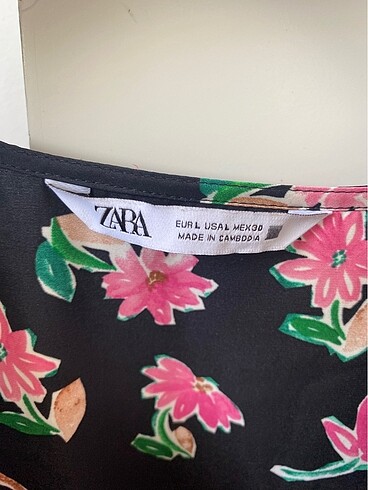 ZARA
EUR L USA L MEX 30
MADE IN CAMBODIA